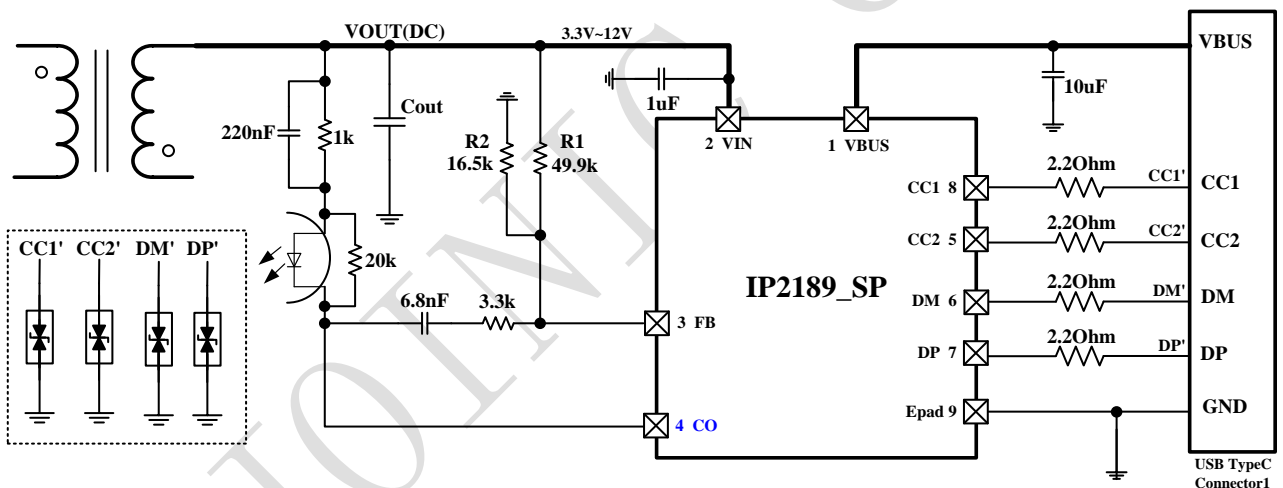 VOUT(DC)
3.3V~12V
VBUS
220nF
1k
Cout
R2
16.5k
R1
49.9k
1uF
10uF
2 VIN
1 VBUS
CC1 8
2.2Ohm
CC1'
CC1
CC2 5
2.2Ohm
CC2'
CC2
IP2189_SP
DM 6
2.2Ohm
DM'
DM
DP 7
2.2Ohm
DP'
DP
Epad 9
GND
CC1' CC2' DM' DP'
20k
6.8nF
3.3k
3 FB
4 CO
USB TypeC
Connector1